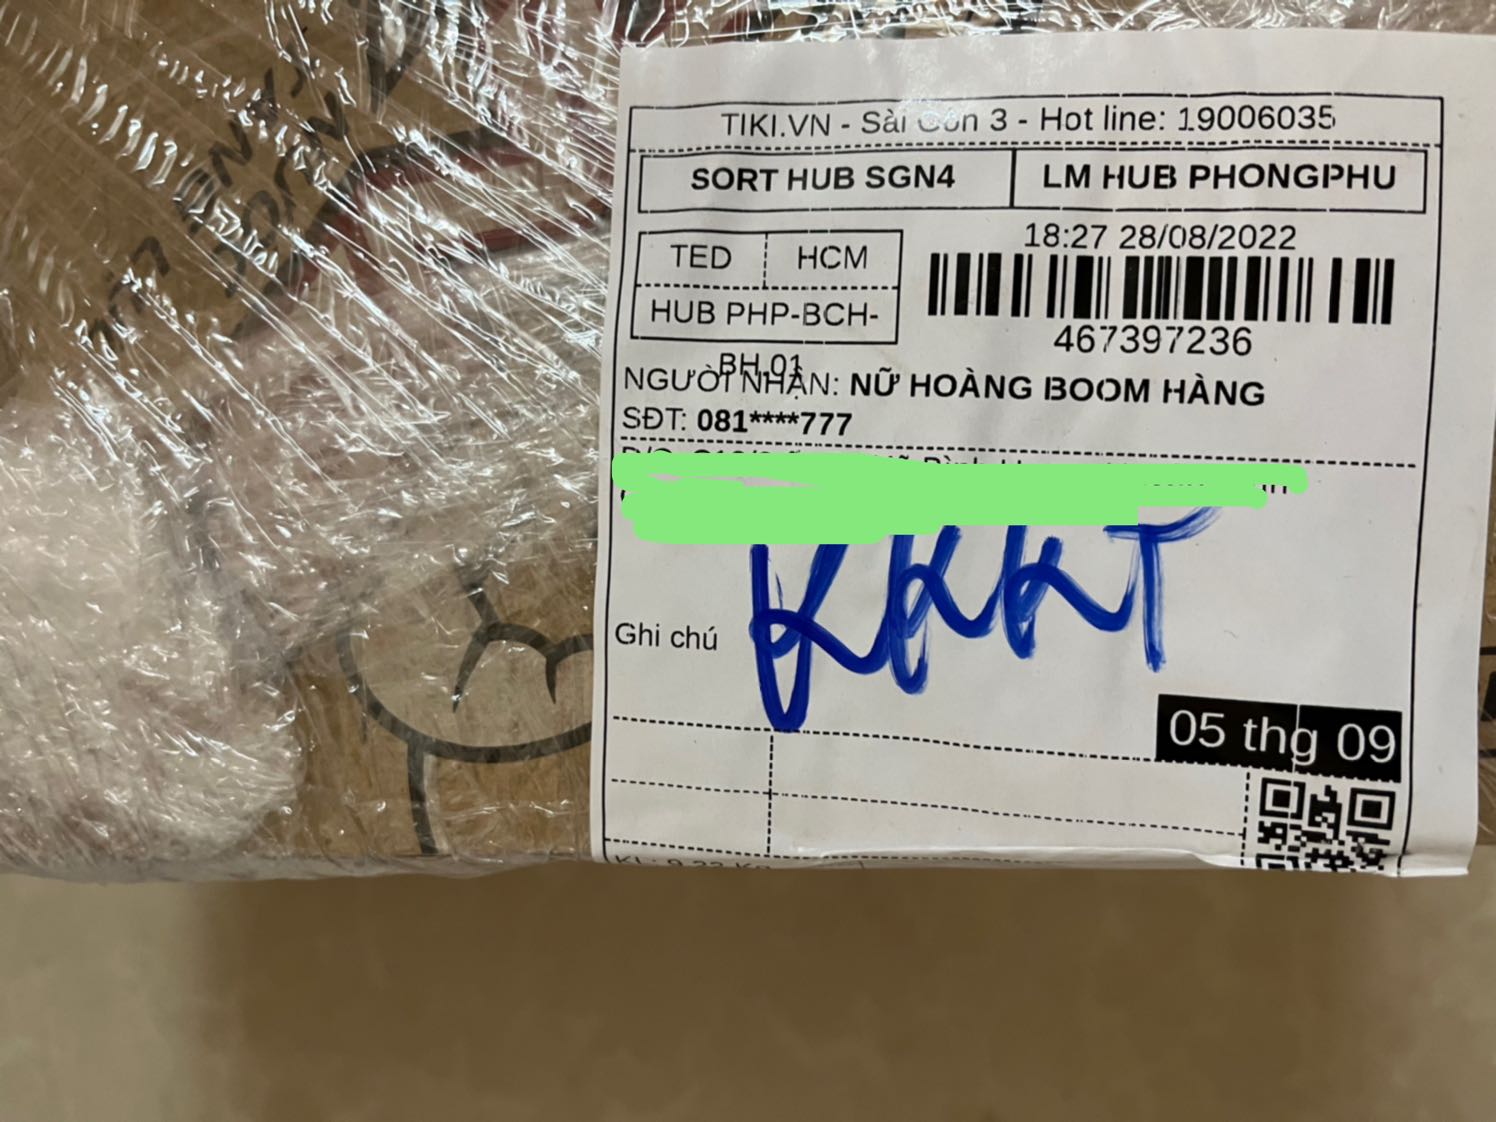 TIKI.VN - Sài Gòn 3 - Hot line: 19006035
SORT HUB SGN4
LM HUB PHONGPHU
TED
HCM
18:27 28/08/2022
HUB PHP-BCH-
BH.01
467397236
NGƯỜI NHẬN: NỮ HOÀNG BOOM HÀNG
SĐT: 081****777
Ghi chú
05 thg 09